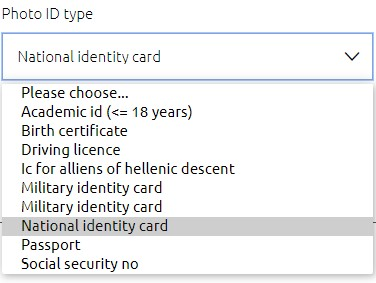 Photo ID type
National identity card
Please choose...
Academic id (<= 18 years)
Birth certificate
Driving licence
Ic for alliens of hellenic descent
Military identity card
Military identity card
National identity card
Passport
Social security no